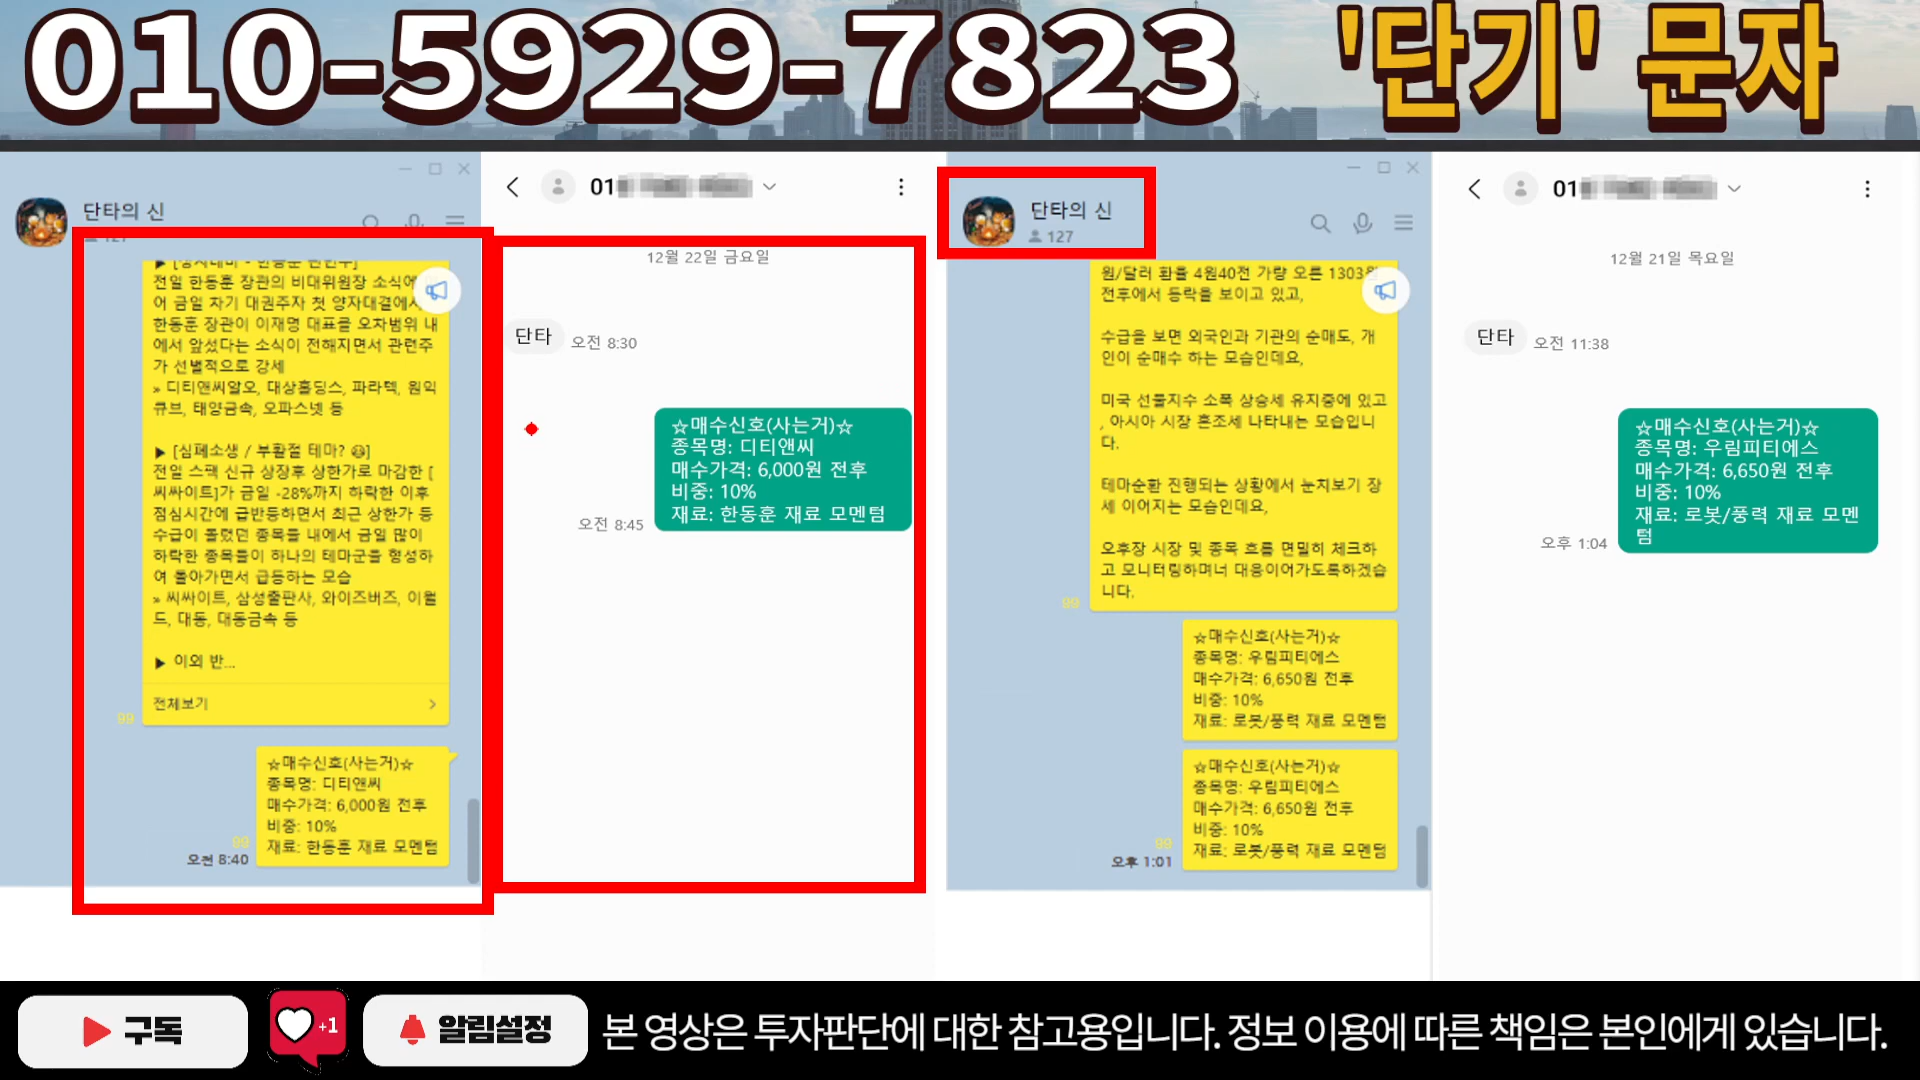 010-5929-7823 '단기' 문자
단타의 신
127
전일 한동훈 장관의 비대위원장 소식에
어 금일 차기 대권주자 첫 양자대결에서
한동훈 장관이 이재명 대표를 오차범위 내
에서 앞섰다는 소식이 전해지면서 관련주
가 선별적으로 강세
» 디티앤씨알오, 대상홀딩스, 파라텍, 원익
큐브, 태양금속, 오파스넷 등
▶ [심폐소생 / 부활절 테마? 😆]
전일 스팩 신규 상장후 상한가로 마감한 [
씨싸이트]가 금일 -28%까지 하락한 이후
점심시간에 급반등하면서 최근 상한가 등
수급이 몰렸던 종목들 내에서 금일 많이
하락한 종목들이 하나의 테마군을 형성하
여 돌아가면서 급등하는 모습
» 씨싸이트, 삼성출판사, 와이즈버즈, 이월
드, 대동, 대동금속 등
▶ 이외 반...
전체보기
99
☆매수신호(사는거)☆
종목명: 디티앤씨
매수가격: 6,000원 전후
비중: 10%
재료: 한동훈 재료 모멘텀
99
오전 8:40
01
12월 22일 금요일
단타
오전 8:30
☆매수신호(사는거)☆
종목명: 디티앤씨
매수가격: 6,000원 전후
비중: 10%
재료: 한동훈 재료 모멘텀
오전 8:45
단타의 신
127
원/달러 환율 4원40전 가량 오른 1303원
전후에서 등락을 보이고 있고,
수급을 보면 외국인과 기관의 순매도, 개
인이 순매수 하는 모습인데요,
미국 선물지수 소폭 상승세 유지중에 있고
, 아시아 시장 혼조세 나타내는 모습입니
다.
테마순환 진행되는 상황에서 눈치보기 장
세 이어지는 모습인데요,
오후장 시장 및 종목 흐름 면밀히 체크하
고 모니터링하며너 대응이어가도록하겠습
니다.
99
☆매수신호(사는거)☆
종목명: 우림피티에스
매수가격: 6,650원 전후
비중: 10%
재료: 로봇/풍력 재료 모멘텀
☆매수신호(사는거)☆
종목명: 우림피티에스
매수가격: 6,650원 전후
비중: 10%
재료: 로봇/풍력 재료 모멘텀
99
오후 1:01
01
12월 21일 목요일
단타
오전 11:38
☆매수신호(사는거)☆
종목명: 우림피티에스
매수가격: 6,650원 전후
비중: 10%
재료: 로봇/풍력 재료 모멘
텀
오후 1:04
구독
+1
알림설정
본 영상은 투자판단에 대한 참고용입니다. 정보 이용에 따른 책임은 본인에게 있습니다.